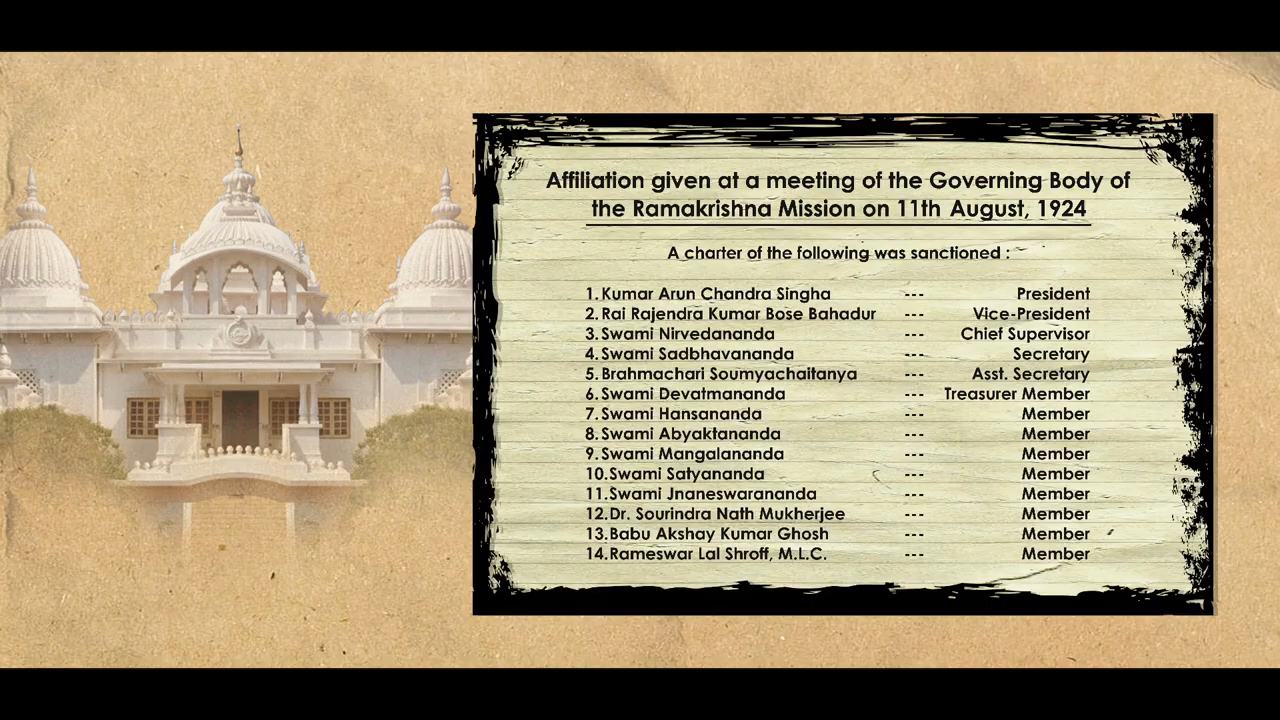 Affiliation given at a meeting of the Governing Body of
the Ramakrishna Mission on 11th August, 1924
A charter of the following was sanctioned :
1. Kumar Arun Chandra Singha --- President
2. Rai Rajendra Kumar Bose Bahadur --- Vice-President
3. Swami Nirvedananda --- Chief Supervisor
4. Swami Sadbhavananda --- Secretary
5. Brahmachari Soumyachaitanya --- Asst. Secretary
6. Swami Devatmananda --- Treasurer Member
7. Swami Hansananda --- Member
8. Swami Abyaktananda --- Member
9. Swami Mangalananda --- Member
10. Swami Satyananda --- Member
11. Swami Jnaneswarananda --- Member
12. Dr. Sourindra Nath Mukherjee --- Member
13. Babu Akshay Kumar Ghosh --- Member
14. Rameswar Lal Shroff, M.L.C. --- Member